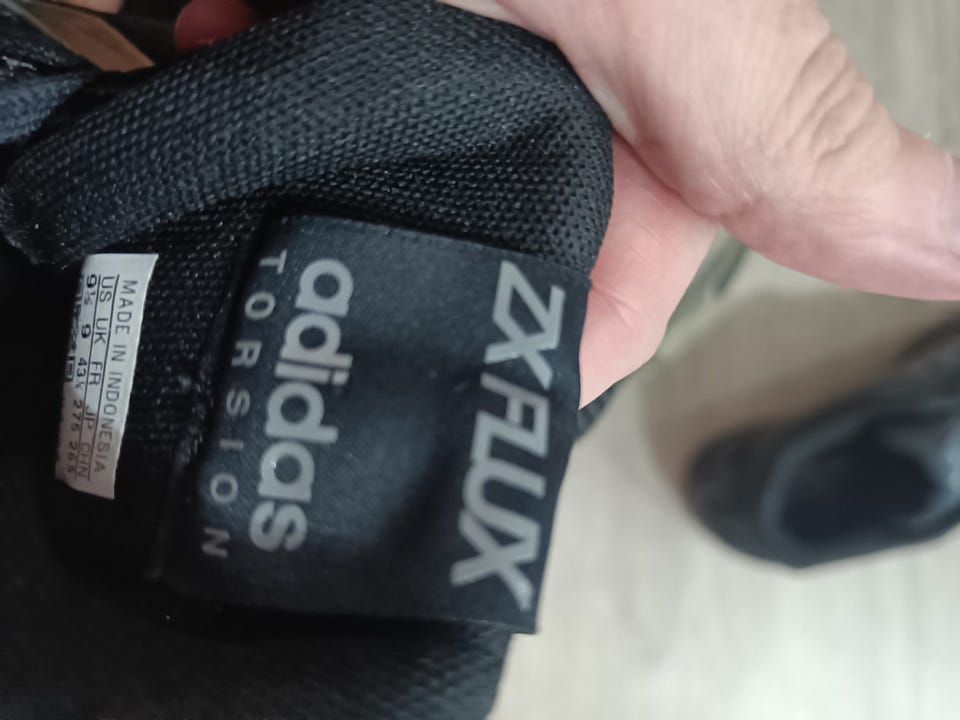 ZX FLUX
adidas
TORSION
MADE IN INDONESIA
US UK FR JP CHN
9½ 9 43⅓ 275 265